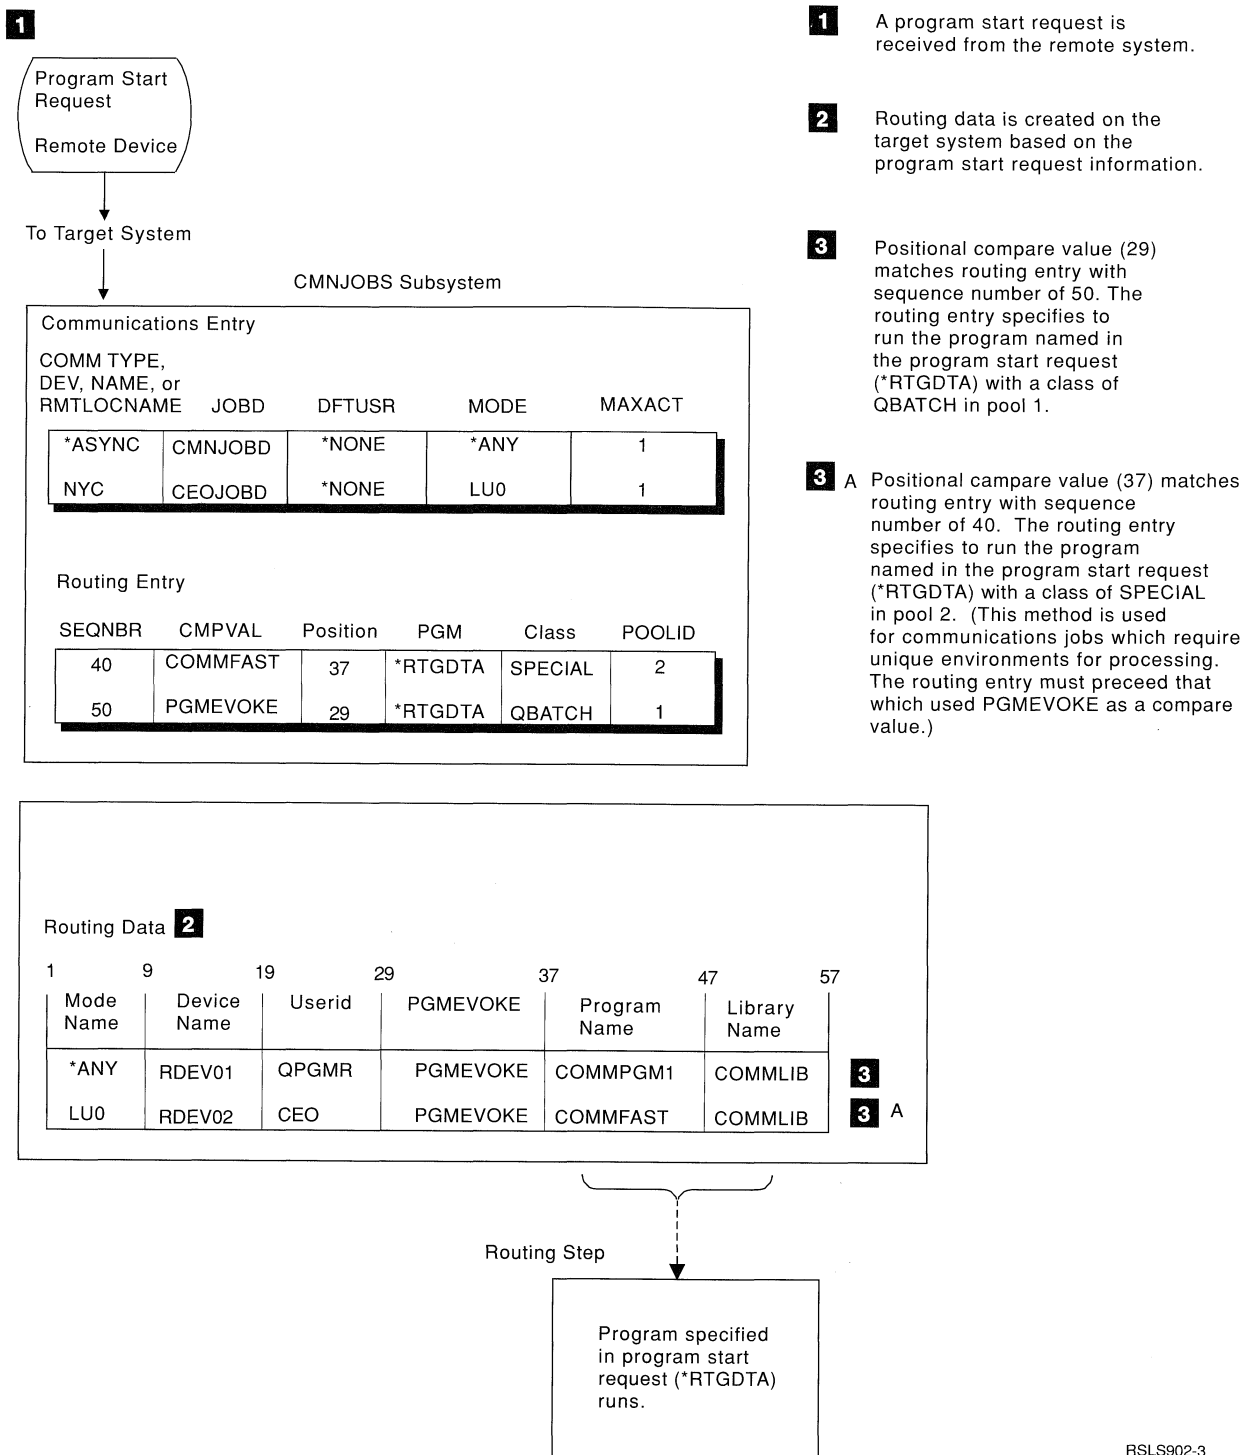 1
Program Start
Request
Remote Device
To Target System
CMNJOBS Subsystem
Communications Entry
COMM TYPE,
DEV, NAME, or
RMTLOCNAME JOBD DFTUSR MODE MAXACT
*ASYNC CMNJOBD *NONE *ANY 1
NYC CEOJOBD *NONE LU0 1
Routing Entry
SEQNBR CMPVAL Position PGM Class POOLID
40 COMMFAST 37 *RTGDTA SPECIAL 2
50 PGMEVOKE 29 *RTGDTA QBATCH 1
1 A program start request is
received from the remote system.
2 Routing data is created on the
target system based on the
program start request information.
3 Positional compare value (29)
matches routing entry with
sequence number of 50. The
routing entry specifies to
run the program named in
the program start request
(*RTGDTA) with a class of
QBATCH in pool 1.
3 A Positional campare value (37) matches
routing entry with sequence
number of 40. The routing entry
specifies to run the program
named in the program start request
(*RTGDTA) with a class of SPECIAL
in pool 2. (This method is used
for communications jobs which require
unique environments for processing.
The routing entry must preceed that
which used PGMEVOKE as a compare
value.)
Routing Data 2
1 9 19 29 37 47 57
Mode Device Userid PGMEVOKE Program Library
Name Name Name Name
*ANY RDEV01 QPGMR PGMEVOKE COMMPGM1 COMMLIB 3
LU0 RDEV02 CEO PGMEVOKE COMMFAST COMMLIB 3 A
Routing Step
Program specified
in program start
request (*RTGDTA)
runs.
RSLS902-3